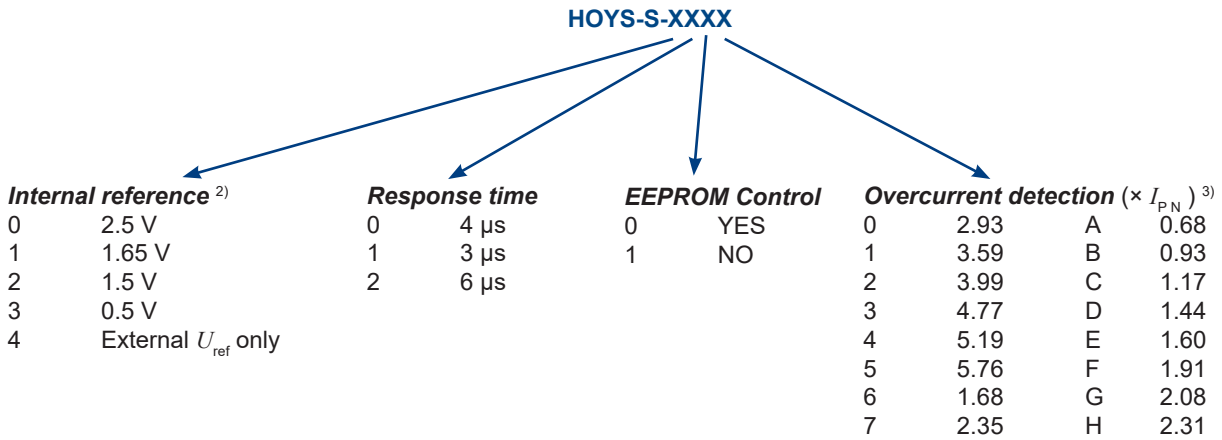 HOYS-S-XXXX
Internal reference 2)
0 2.5 V
1 1.65 V
2 1.5 V
3 0.5 V
4 External Uref only
Response time
0 4 µs
1 3 µs
2 6 µs
EEPROM Control
0 YES
1 NO
Overcurrent detection (× IPN ) 3)
0 2.93 A 0.68
1 3.59 B 0.93
2 3.99 C 1.17
3 4.77 D 1.44
4 5.19 E 1.60
5 5.76 F 1.91
6 1.68 G 2.08
7 2.35 H 2.31